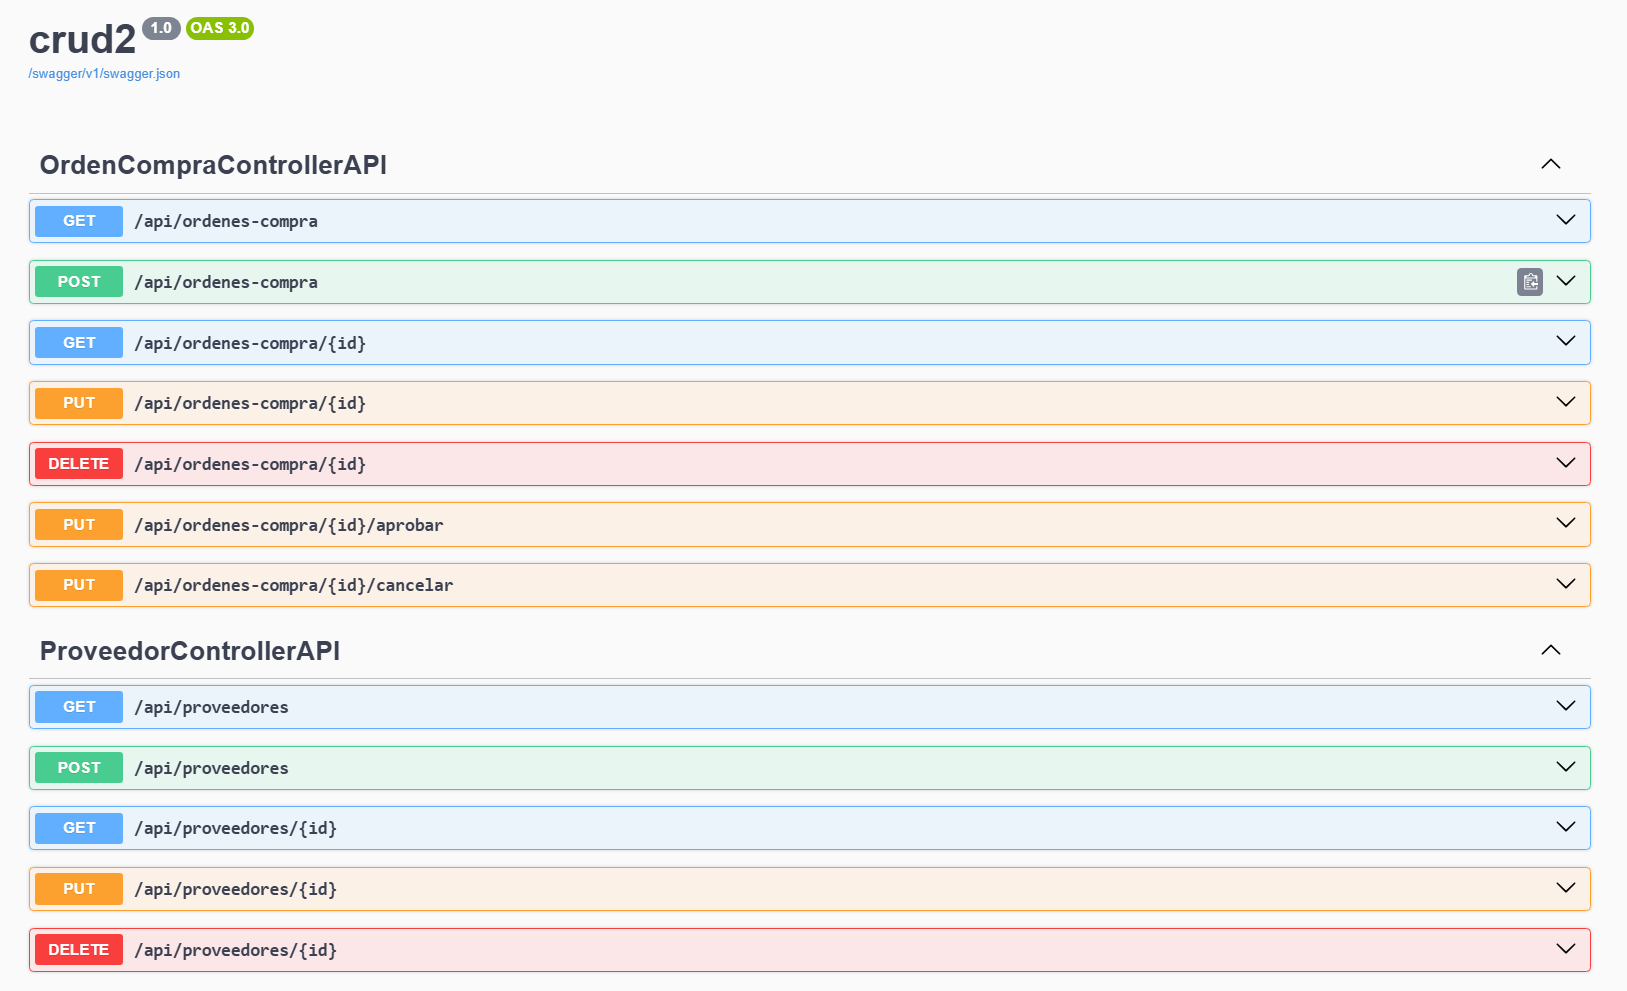 crud2 1.0 OAS 3.0
/swagger/v1/swagger.json
OrdenCompraControllerAPI
GET /api/ordenes-compra
POST /api/ordenes-compra
GET /api/ordenes-compra/{id}
PUT /api/ordenes-compra/{id}
DELETE /api/ordenes-compra/{id}
PUT /api/ordenes-compra/{id}/aprobar
PUT /api/ordenes-compra/{id}/cancelar
ProveedorControllerAPI
GET /api/proveedores
POST /api/proveedores
GET /api/proveedores/{id}
PUT /api/proveedores/{id}
DELETE /api/proveedores/{id}